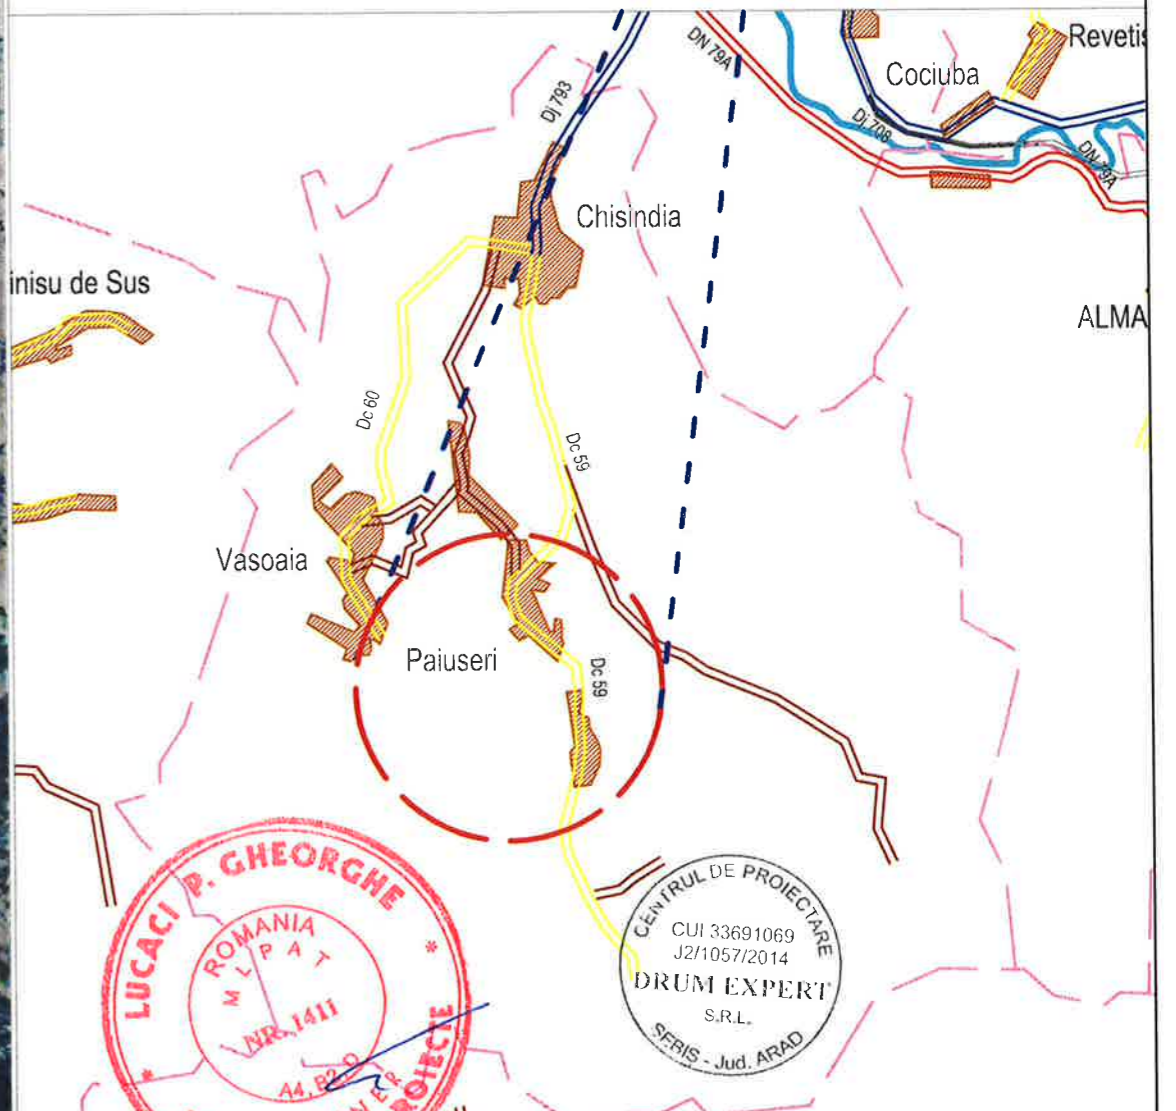 DN 79A
Revetis
Cociuba
Dj 793
Dj 708
DN 79A
Chisindia
inisu de Sus
ALMA
Dc 60
Dc 59
Vasoaia
Paiuseri
Dc 59
LUCACI P. GHEORGHE
ROMANIA
M L P A T
NR. 1411
A4, B2, D
CENTRUL DE PROIECTARE
CUI 33691069
J2/1057/2014
DRUM EXPERT
S.R.L.
SEBIS - Jud. ARAD